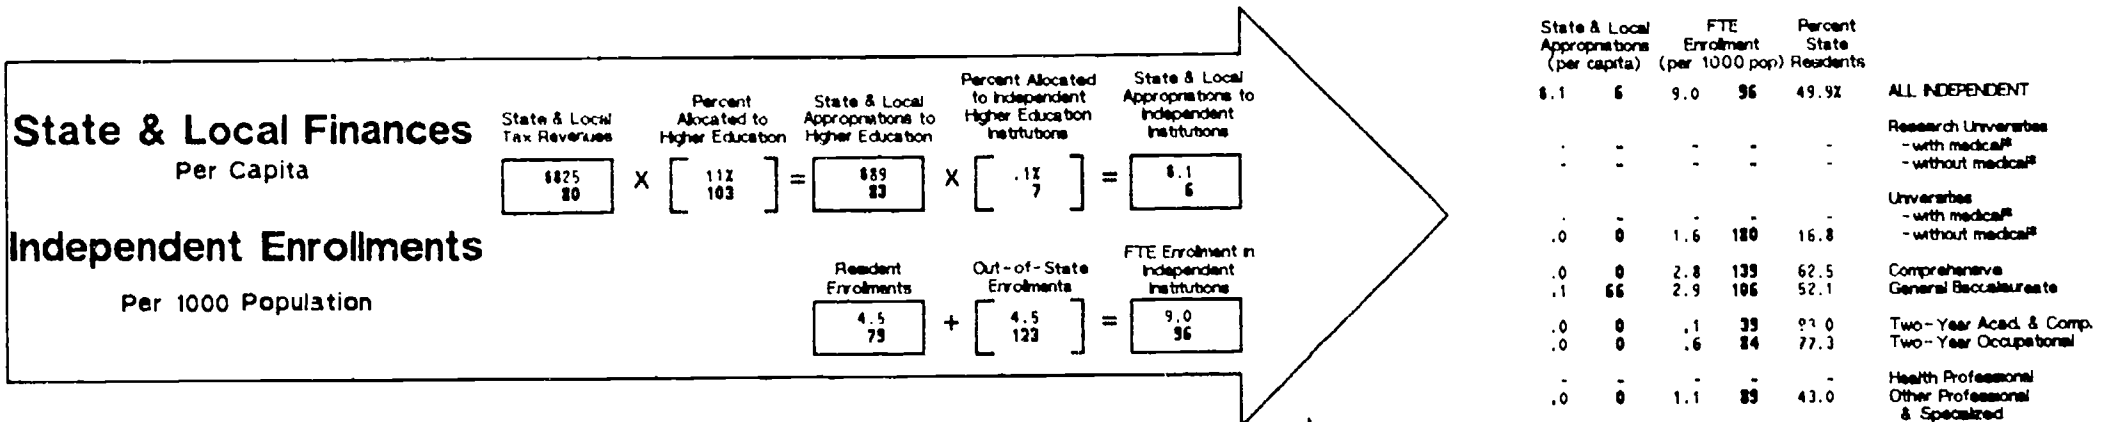 State & Local Finances
Per Capita
State & Local
Tax Revenues
$825
80
X
Percent
Allocated to
Higher Education
11%
103
=
State & Local
Appropriations to
Higher Education
$89
83
X
Percent Allocated
to Independent
Higher Education
Institutions
.1%
7
=
State & Local
Appropriations to
Independent
Institutions
$.1
6
Independent Enrollments
Per 1000 Population
Resident
Enrollments
4.5
79
+
Out-of-State
Enrollments
4.5
123
=
FTE Enrolment in
Independent
Institutions
9.0
96
State & Local
Appropriations
(per capita)
FTE
Enrollment
(per 1000 pop)
Percent
State
Residents
$.1 6 9.0 96 49.9% ALL INDEPENDENT
Research Universities
. - - - - - with medical
- - - - - - without medical
Universities
. - - - - - with medical
.0 0 1.6 180 16.8 - without medical
.0 0 2.8 139 62.5 Comprehensive
.1 66 2.9 106 52.1 General Baccalaureate
.0 0 .1 39 Two-Year Acad. & Comp.
.0 0 .6 84 77.3 Two-Year Occupational
- - - - - Health Professional
.0 0 1.1 89 43.0 Other Professional
& Specialized